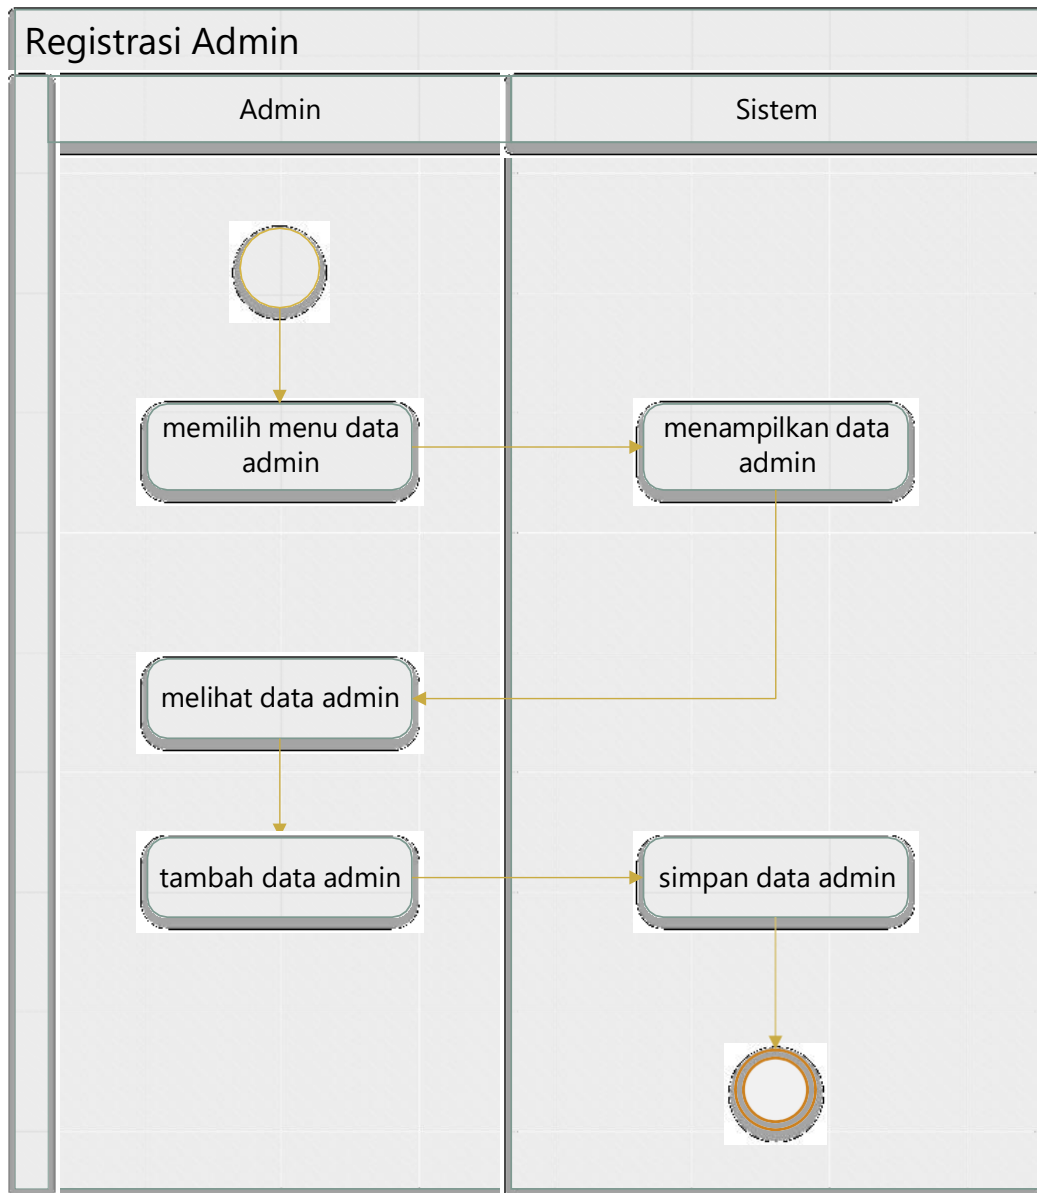 Registrasi Admin
Admin
Sistem
memilih menu data
admin
menampilkan data
admin
melihat data admin
tambah data admin
simpan data admin